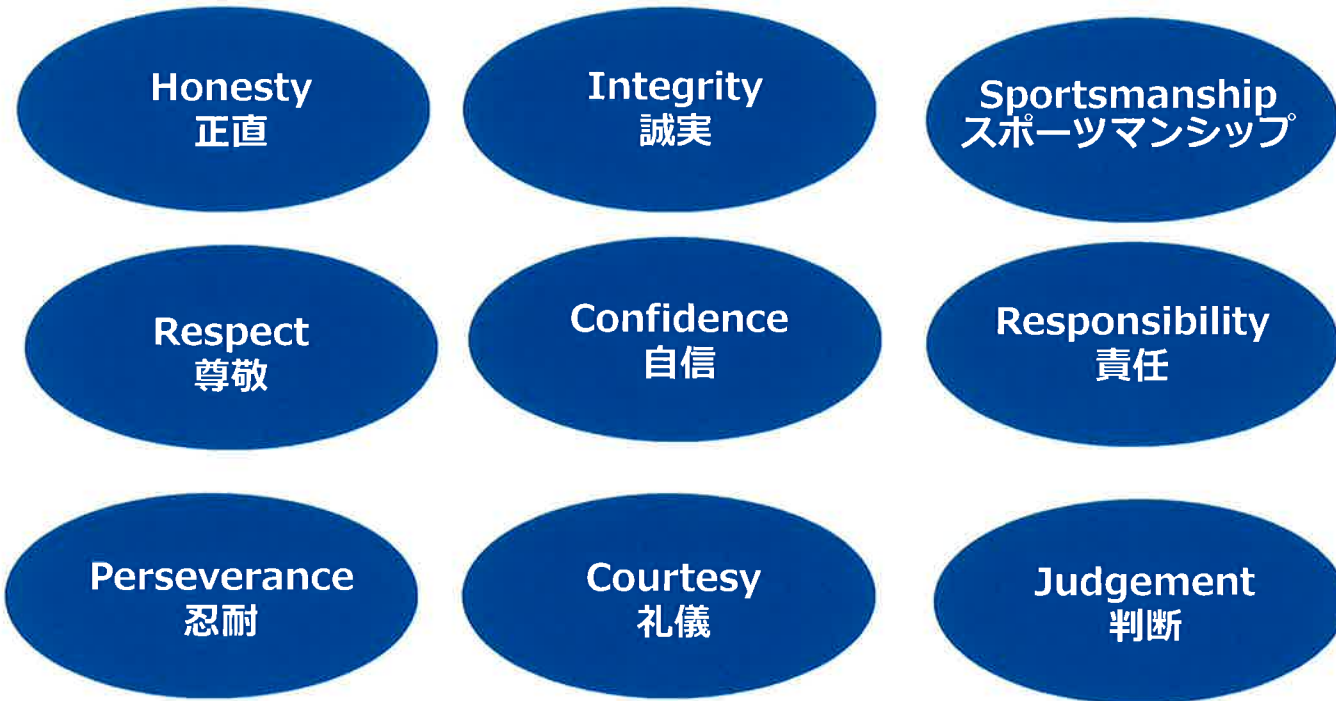 Honesty
正直
Integrity
誠実
Sportsmanship
スポーツマンシップ
Respect
尊敬
Confidence
自信
Responsibility
責任
Perseverance
忍耐
Courtesy
礼儀
Judgement
判断